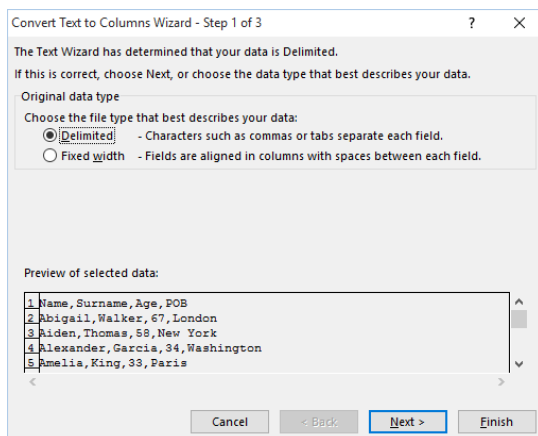 Convert Text to Columns Wizard - Step 1 of 3 ? ×
The Text Wizard has determined that your data is Delimited.
If this is correct, choose Next, or choose the data type that best describes your data.
Original data type
Choose the file type that best describes your data:
Delimited - Characters such as commas or tabs separate each field.
Fixed width - Fields are aligned in columns with spaces between each field.
Preview of selected data:
1 Name,Surname,Age,POB
2 Abigail,Walker,67,London
3 Aiden,Thomas,58,New York
4 Alexander,Garcia,34,Washington
5 Amelia,King,33,Paris
Cancel < Back Next > Finish